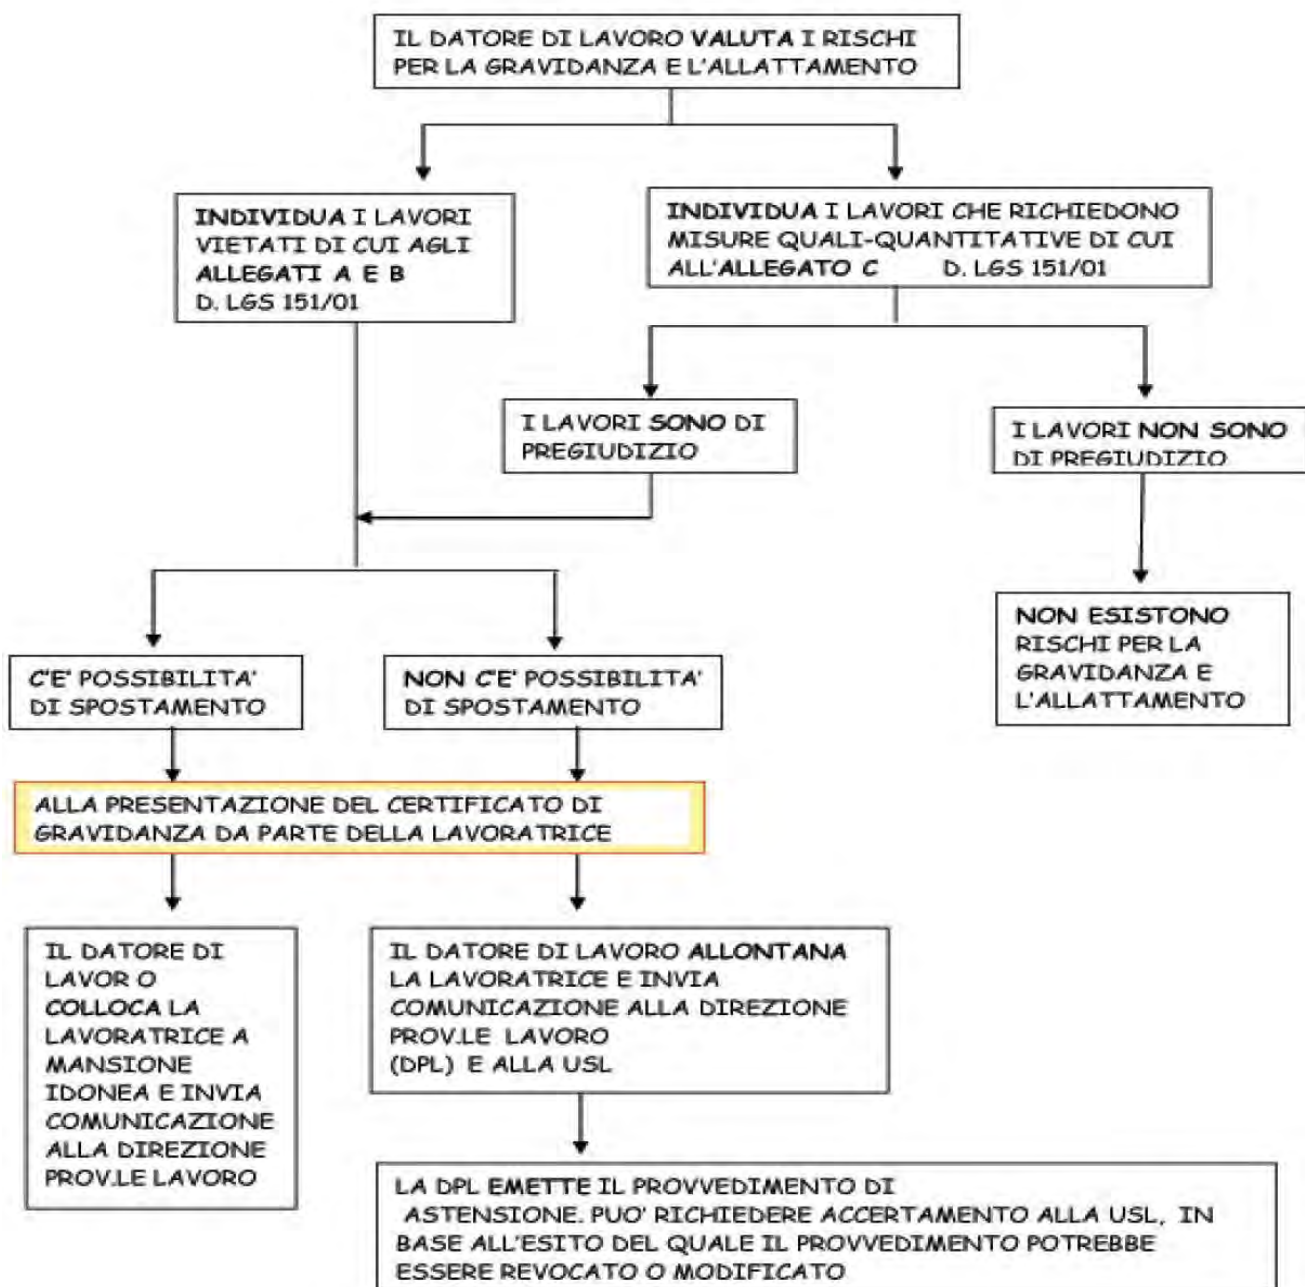 IL DATORE DI LAVORO VALUTA I RISCHI
PER LA GRAVIDANZA E L'ALLATTAMENTO
INDIVIDUA I LAVORI
VIETATI DI CUI AGLI
ALLEGATI A E B
D. LGS 151/01
INDIVIDUA I LAVORI CHE RICHIEDONO
MISURE QUALI-QUANTITATIVE DI CUI
ALL'ALLEGATO C D. LGS 151/01
I LAVORI SONO DI
PREGIUDIZIO
I LAVORI NON SONO
DI PREGIUDIZIO
NON ESISTONO
RISCHI PER LA
GRAVIDANZA E
L'ALLATTAMENTO
C'E' POSSIBILITA'
DI SPOSTAMENTO
NON C'E' POSSIBILITA'
DI SPOSTAMENTO
ALLA PRESENTAZIONE DEL CERTIFICATO DI
GRAVIDANZA DA PARTE DELLA LAVORATRICE
IL DATORE DI
LAVOR O
COLLOCA LA
LAVORATRICE A
MANSIONE
IDONEA E INVIA
COMUNICAZIONE
ALLA DIREZIONE
PROV.LE LAVORO
IL DATORE DI LAVORO ALLONTANA
LA LAVORATRICE E INVIA
COMUNICAZIONE ALLA DIREZIONE
PROV.LE LAVORO
(DPL) E ALLA USL
LA DPL EMETTE IL PROVVEDIMENTO DI
ASTENSIONE. PUO' RICHIEDERE ACCERTAMENTO ALLA USL, IN
BASE ALL'ESITO DEL QUALE IL PROVVEDIMENTO POTREBBE
ESSERE REVOCATO O MODIFICATO